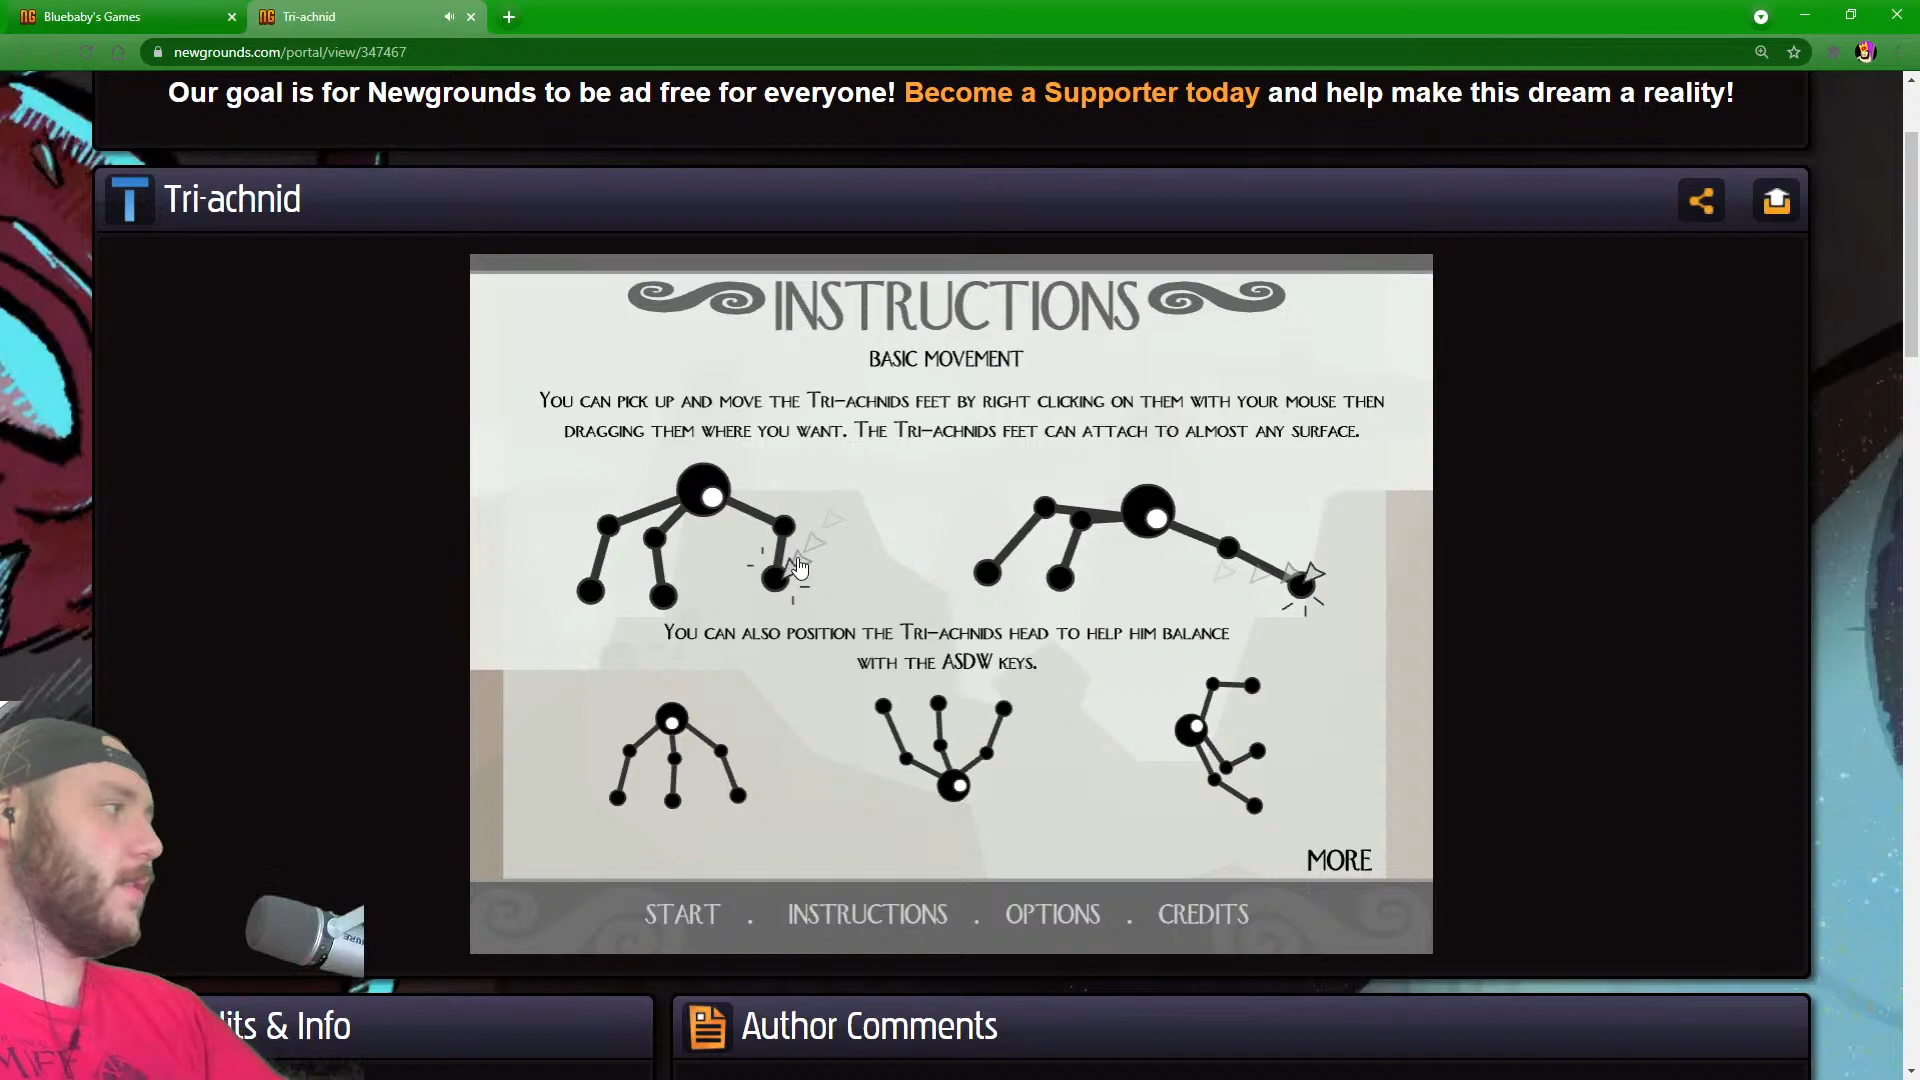 Bluebaby's Games
Tri-achnid
newgrounds.com/portal/view/347467
Our goal is for Newgrounds to be ad free for everyone! Become a Supporter today and help make this dream a reality!
Tri-achnid
INSTRUCTIONS
BASIC MOVEMENT
YOU CAN PICK UP AND MOVE THE TRI-ACHNIDS FEET BY RIGHT CLICKING ON THEM WITH YOUR MOUSE THEN
DRAGGING THEM WHERE YOU WANT. THE TRI-ACHNIDS FEET CAN ATTACH TO ALMOST ANY SURFACE.
YOU CAN ALSO POSITION THE TRI-ACHNIDS HEAD TO HELP HIM BALANCE
WITH THE ASDW KEYS.
MORE
START . INSTRUCTIONS . OPTIONS . CREDITS
& Info
Author Comments